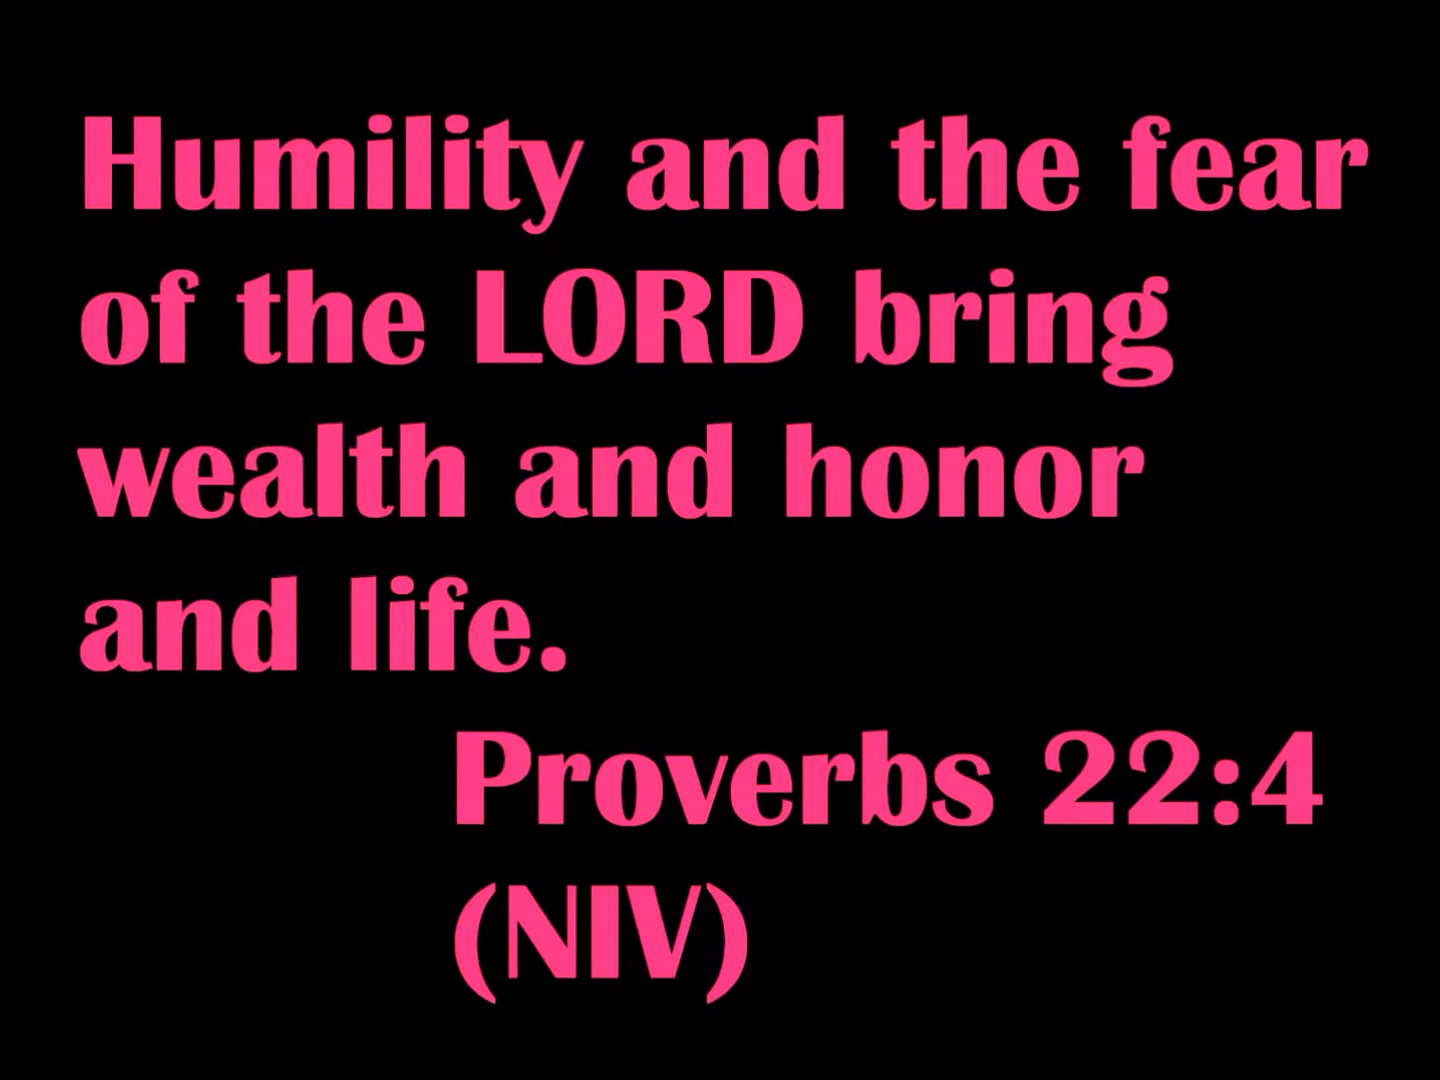 Humility and the fear
of the LORD bring
wealth and honor
and life.
Proverbs 22:4
(NIV)